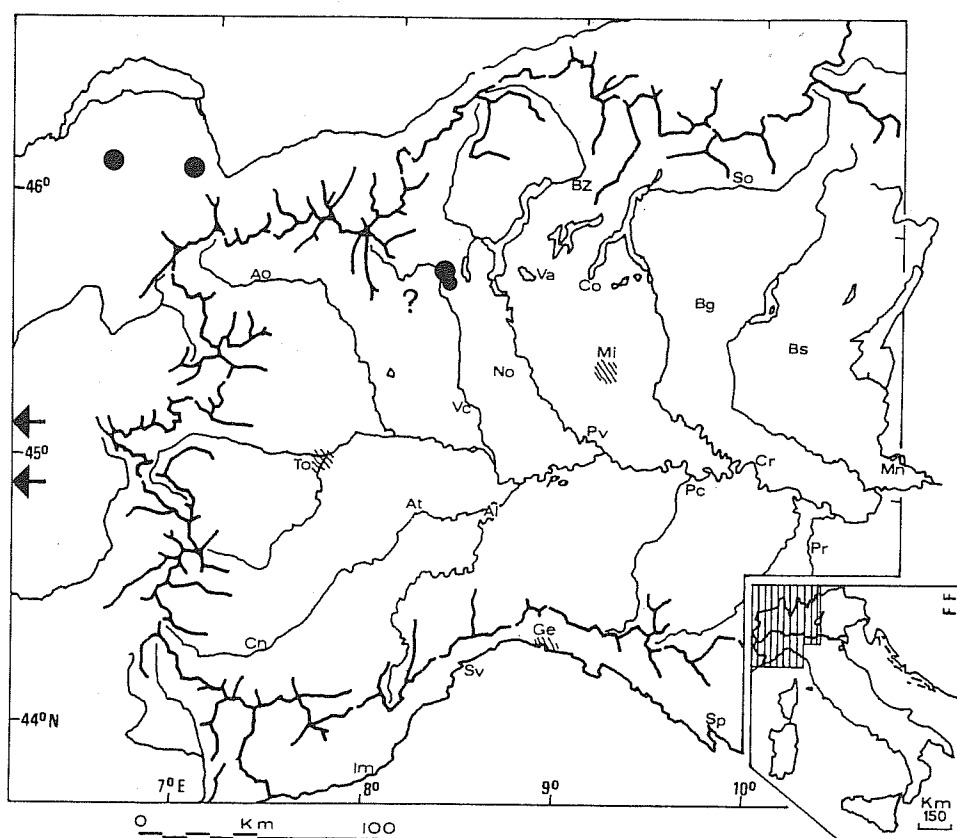 46°
BZ
So
Ao
?
Va
Co
Bg
Mi
Bs
No
Vc
Pv
45°
To
Po
Cr
Mn
At
Al
Pc
Pr
Cn
Ge
Sv
44°N
Sp
Im
7°E
8°
9°
10°
O Km 100
FF
Km
150